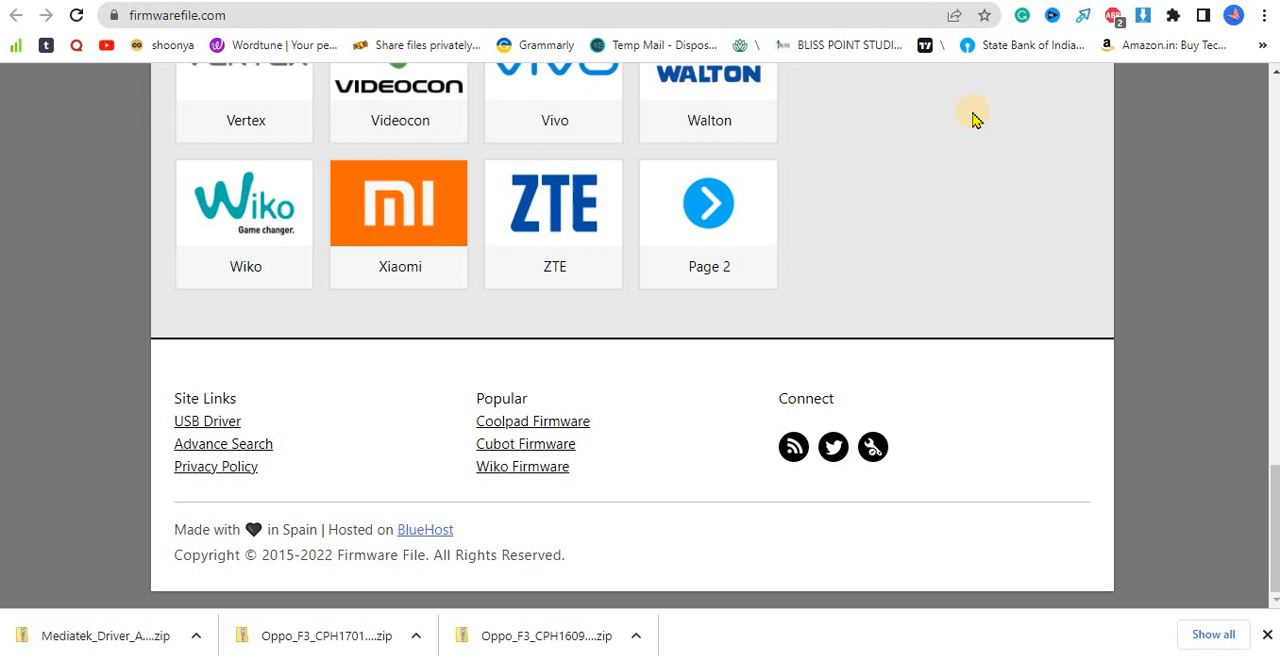 firmwarefile.com
2
t
Q
shoonya
Wordtune | Your pe...
Share files privately...
Grammarly
Temp Mail - Dispos...
\
BLISS POINT STUDI...
\
State Bank of India...
Amazon.in: Buy Tec...
»
VERTEX
VIDEOCON
VIVO
WALTON
Vertex
Videocon
Vivo
Walton
Wiko
Game changer.
mi
ZTE
Wiko
Xiaomi
ZTE
Page 2
Site Links
USB Driver
Advance Search
Privacy Policy
Popular
Coolpad Firmware
Cubot Firmware
Wiko Firmware
Connect
Made with 🖤 in Spain | Hosted on BlueHost
Copyright © 2015-2022 Firmware File. All Rights Reserved.
Mediatek_Driver_A....zip
Oppo_F3_CPH1701....zip
Oppo_F3_CPH1609....zip
Show all